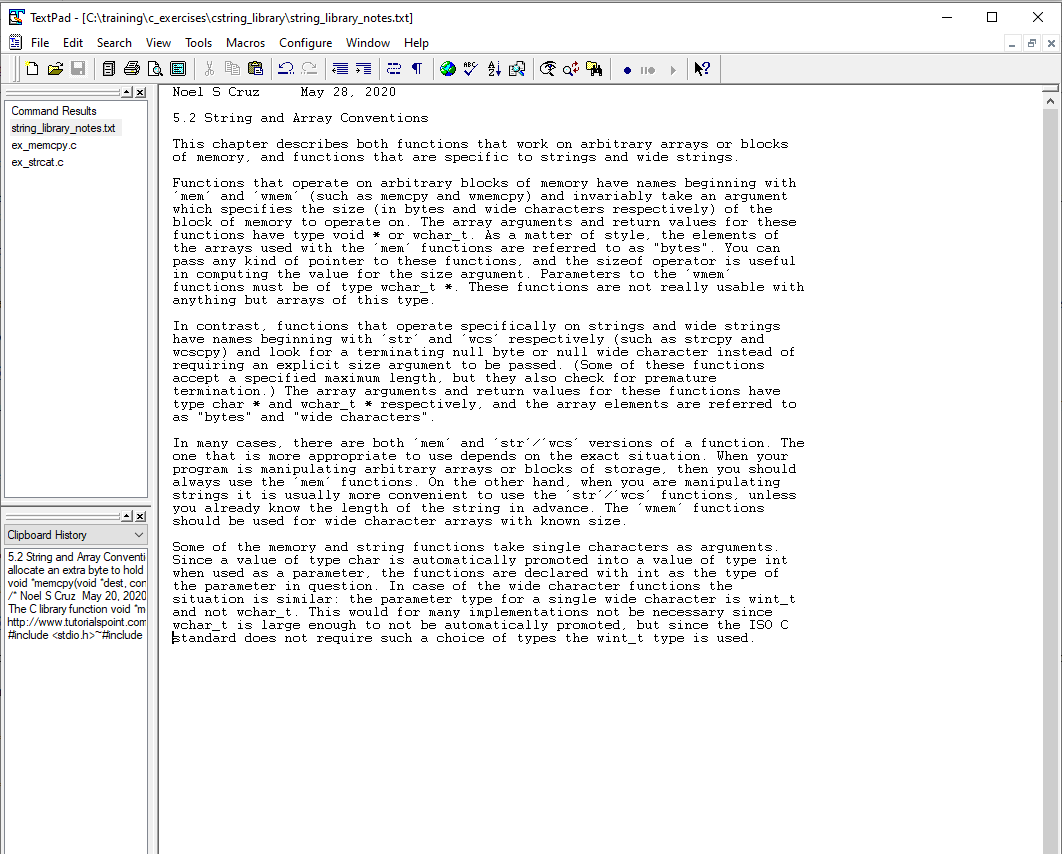 TextPad - [C:\training\c_exercises\cstring_library\string_library_notes.txt]
File Edit Search View Tools Macros Configure Window Help
Command Results
string_library_notes.txt
ex_memcpy.c
ex_strcat.c
Clipboard History
5.2 String and Array Conventi
allocate an extra byte to hold
void *memcpy(void *dest, con
/* Noel S Cruz May 20, 2020
The C library function void *m
http://www.tutorialspoint.com
#include <stdio.h>~#include
Noel S Cruz May 28, 2020
5.2 String and Array Conventions
This chapter describes both functions that work on arbitrary arrays or blocks
of memory, and functions that are specific to strings and wide strings.
Functions that operate on arbitrary blocks of memory have names beginning with
´mem´ and ´wmem´ (such as memcpy and wmemcpy) and invariably take an argument
which specifies the size (in bytes and wide characters respectively) of the
block of memory to operate on. The array arguments and return values for these
functions have type void * or wchar_t. As a matter of style, the elements of
the arrays used with the ´mem´ functions are referred to as "bytes". You can
pass any kind of pointer to these functions, and the sizeof operator is useful
in computing the value for the size argument. Parameters to the ´wmem´
functions must be of type wchar_t *. These functions are not really usable with
anything but arrays of this type.
In contrast, functions that operate specifically on strings and wide strings
have names beginning with ´str´ and ´wcs´ respectively (such as strcpy and
wcscpy) and look for a terminating null byte or null wide character instead of
requiring an explicit size argument to be passed. (Some of these functions
accept a specified maximum length, but they also check for premature
termination.) The array arguments and return values for these functions have
type char * and wchar_t * respectively, and the array elements are referred to
as "bytes" and "wide characters".
In many cases, there are both ´mem´ and ´str´/´wcs´ versions of a function. The
one that is more appropriate to use depends on the exact situation. When your
program is manipulating arbitrary arrays or blocks of storage, then you should
always use the ´mem´ functions. On the other hand, when you are manipulating
strings it is usually more convenient to use the ´str´/´wcs´ functions, unless
you already know the length of the string in advance. The ´wmem´ functions
should be used for wide character arrays with known size.
Some of the memory and string functions take single characters as arguments.
Since a value of type char is automatically promoted into a value of type int
when used as a parameter, the functions are declared with int as the type of
the parameter in question. In case of the wide character functions the
situation is similar: the parameter type for a single wide character is wint_t
and not wchar_t. This would for many implementations not be necessary since
wchar_t is large enough to not be automatically promoted, but since the ISO C
standard does not require such a choice of types the wint_t type is used.